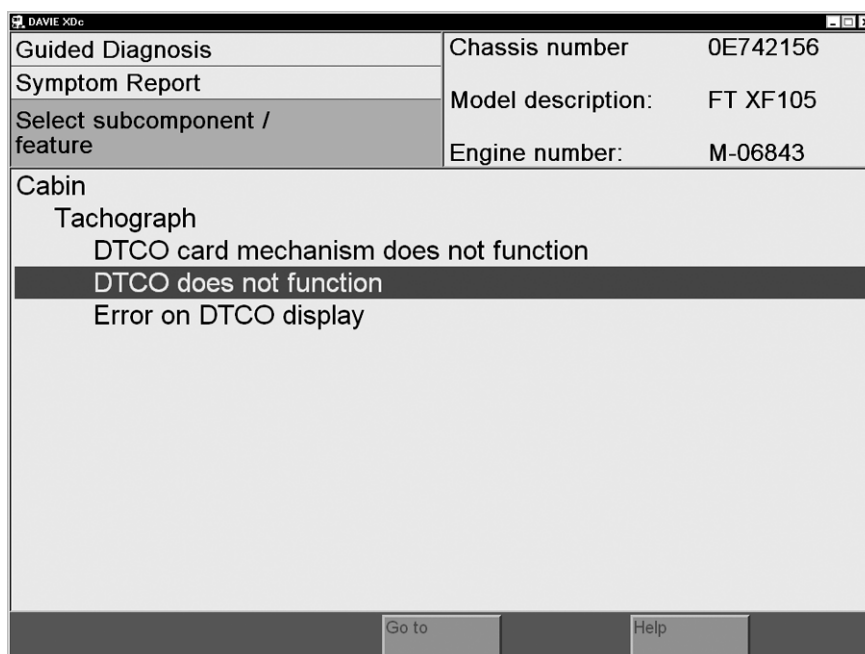 DAVIE XDc
Guided Diagnosis
Symptom Report
Select subcomponent /
feature
Chassis number 0E742156
Model description: FT XF105
Engine number: M-06843
Cabin
Tachograph
DTCO card mechanism does not function
DTCO does not function
Error on DTCO display
Go to
Help